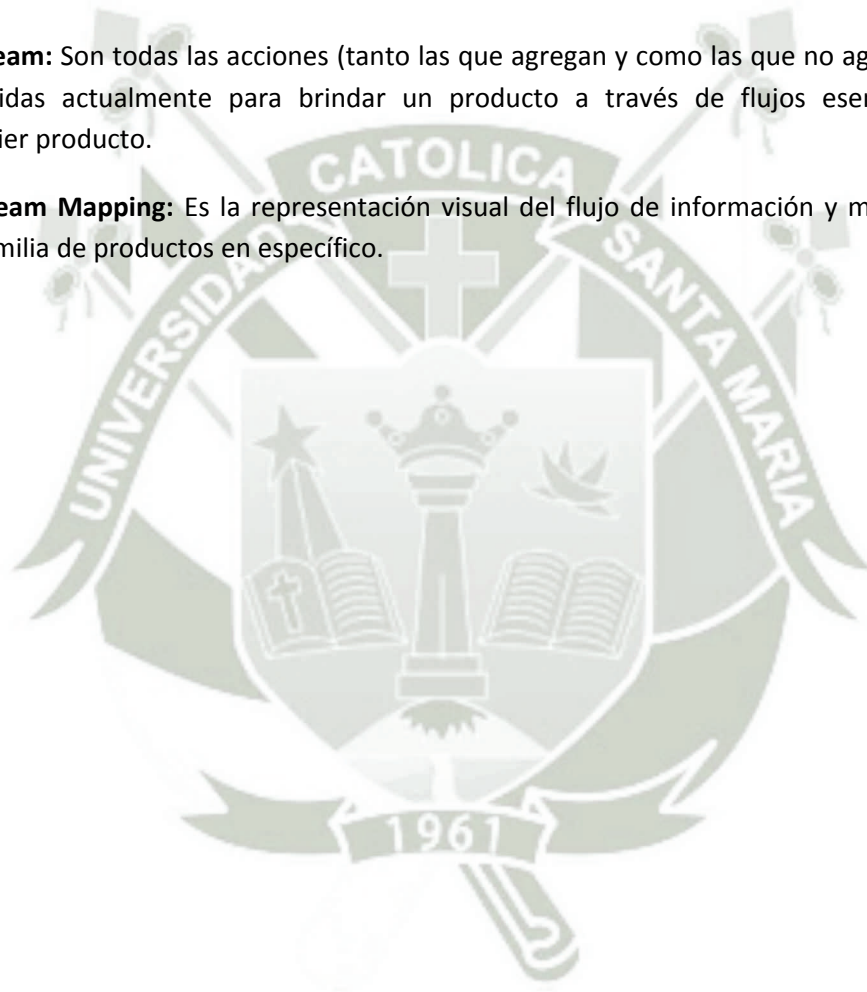 eam: Son todas las acciones (tanto las que agregan y como las que no ag
idas actualmente para brindar un producto a través de flujos eser
ier producto.
eam Mapping: Es la representación visual del flujo de información y m
milia de productos en específico.
UNIVERSIDAD CATOLICA SANTA MARIA
1961